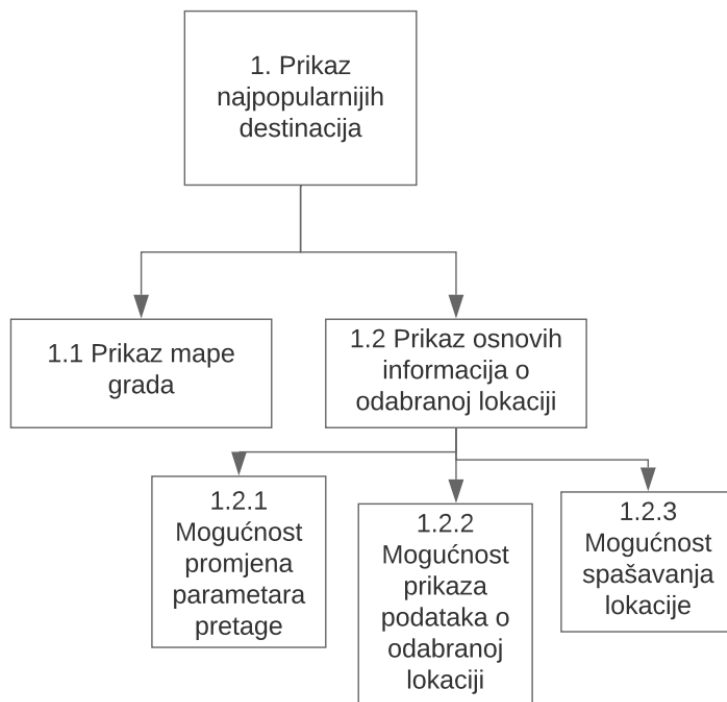 1. Prikaz
najpopularnijih
destinacija
1.1 Prikaz mape
grada
1.2 Prikaz osnovih
informacija o
odabranoj lokaciji
1.2.1
Mogućnost
promjena
parametara
pretage
1.2.2
Mogućnost
prikaza
podataka o
odabranoj
lokaciji
1.2.3
Mogućnost
spašavanja
lokacije